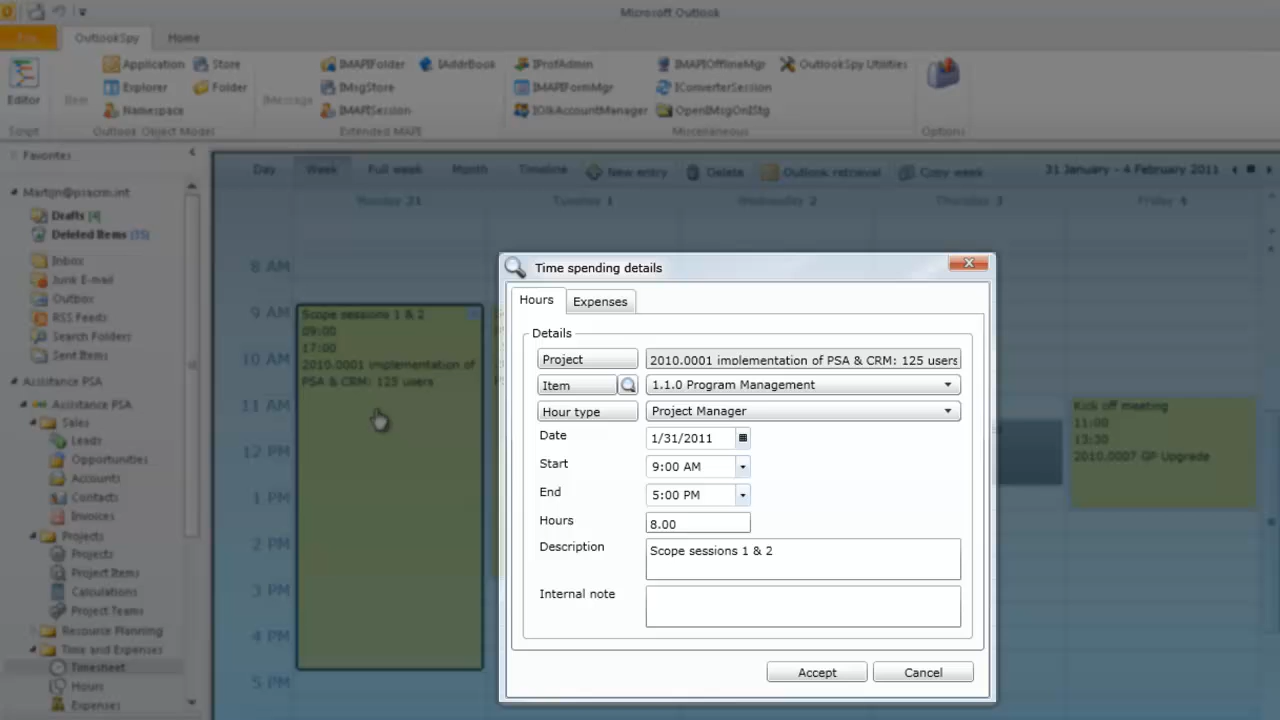 Microsoft Outlook
OutlookSpy Home
Application Store IMAPIFolder IAddrBook IProfAdmin IMAPIOfflineMgr OutlookSpy Utilities
Editor Item Explorer Folder IMessage IMsgStore IMAPIFormMgr IConverterSession
Namespace IMAPISession IOlkAccountManager OpenIMsgOnIStg
Script Outlook Object Model Extended MAPI Miscellaneous Options
Favorites
Day Week Full week Month Timeline New entry Delete Outlook retrieval Copy week 31 January - 4 February 2011
Martijn@psacrm.int
Monday 31 Tuesday 1 Wednesday 2 Thursday 3 Friday 4
Drafts [4]
Deleted Items (35)
Inbox
Junk E-mail
Outbox
RSS Feeds
Search Folders
Sent Items
Assistance PSA
Assistance PSA
Sales
Leads
Opportunities
Accounts
Contacts
Invoices
Projects
Projects
Project Items
Calculations
Project Teams
Resource Planning
Time and Expenses
Timesheet
Hours
Expenses
8 AM
9 AM
10 AM
11 AM
12 PM
1 PM
2 PM
3 PM
4 PM
5 PM
Scope sessions 1 & 2
09:00
17:00
2010.0001 implementation of
PSA & CRM: 125 users
Kick off meeting
11:00
13:30
2010.0007 GP Upgrade
Time spending details
Hours Expenses
Details
Project 2010.0001 implementation of PSA & CRM: 125 users
Item 1.1.0 Program Management
Hour type Project Manager
Date 1/31/2011
Start 9:00 AM
End 5:00 PM
Hours 8.00
Description Scope sessions 1 & 2
Internal note
Accept Cancel